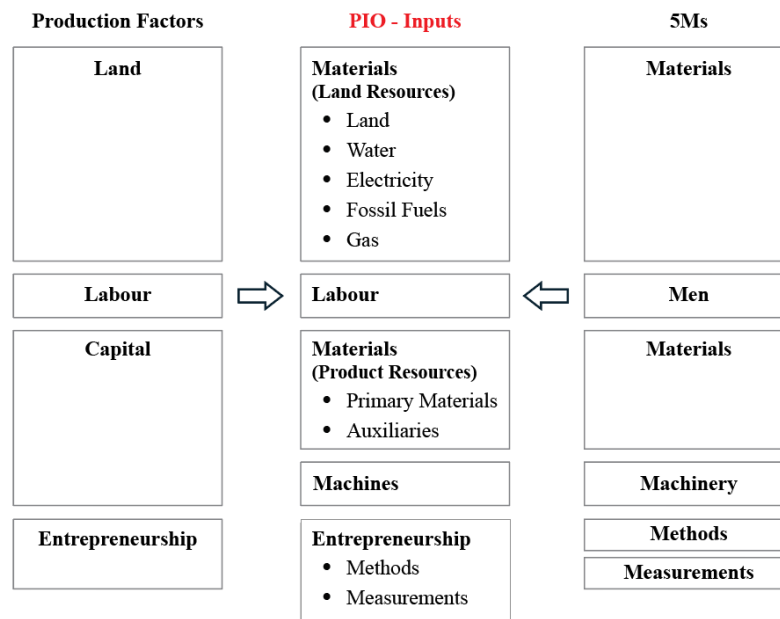 Production Factors
PIO - Inputs
5Ms
Land
Materials
(Land Resources)
• Land
• Water
• Electricity
• Fossil Fuels
• Gas
Materials
Labour
Labour
Men
Capital
Materials
(Product Resources)
• Primary Materials
• Auxiliaries
Materials
Machines
Machinery
Entrepreneurship
Entrepreneurship
• Methods
• Measurements
Methods
Measurements